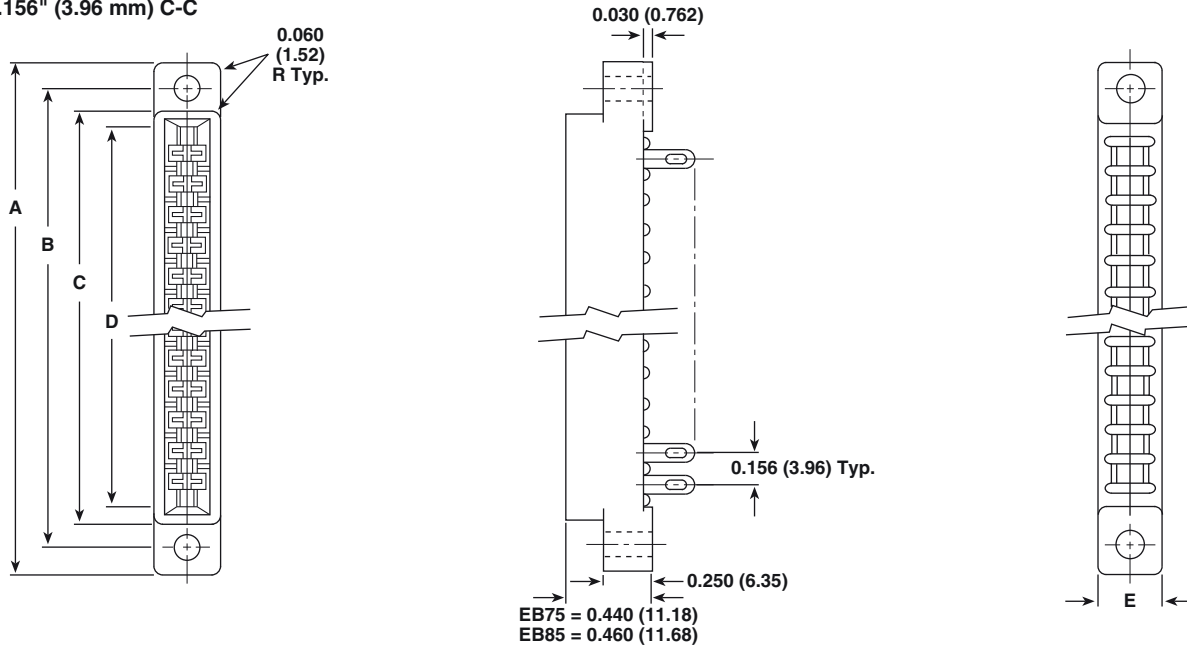 .156" (3.96 mm) C-C
0.060
(1.52)
R Typ.
A
B
C
D
0.030 (0.762)
0.156 (3.96) Typ.
0.250 (6.35)
EB75 = 0.440 (11.18)
EB85 = 0.460 (11.68)
E